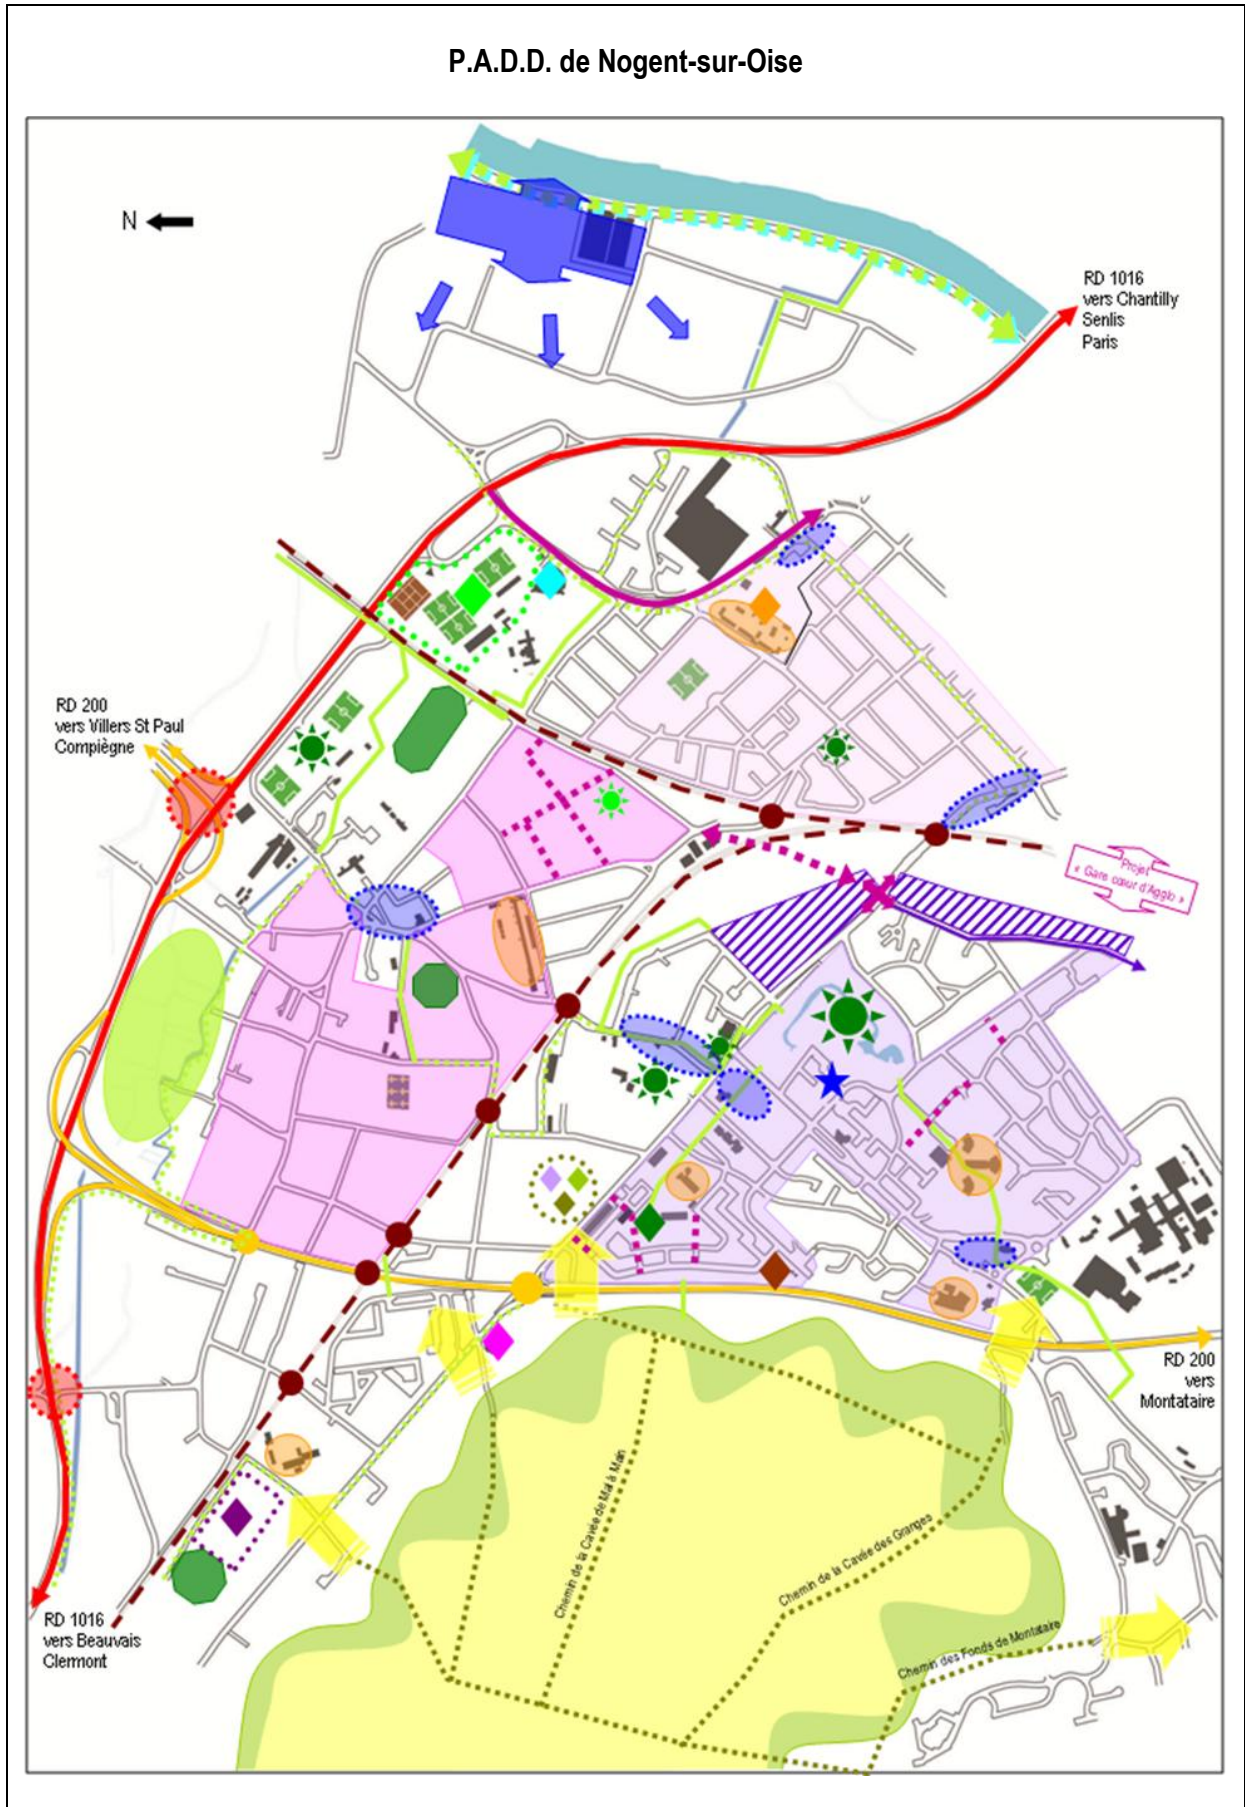 P.A.D.D. de Nogent-sur-Oise
N
RD 1016
vers Chantilly
Senlis
Paris
RD 200
vers Villers St Paul
Compiègne
Projet
« Gare cœur d'Agglo »
RD 200
vers
Montataire
Chemin de la Cavée de Mal à Main
Chemin de la Cavée des Granges
Chemin des Fonds de Montataire
RD 1016
vers Beauvais
Clermont